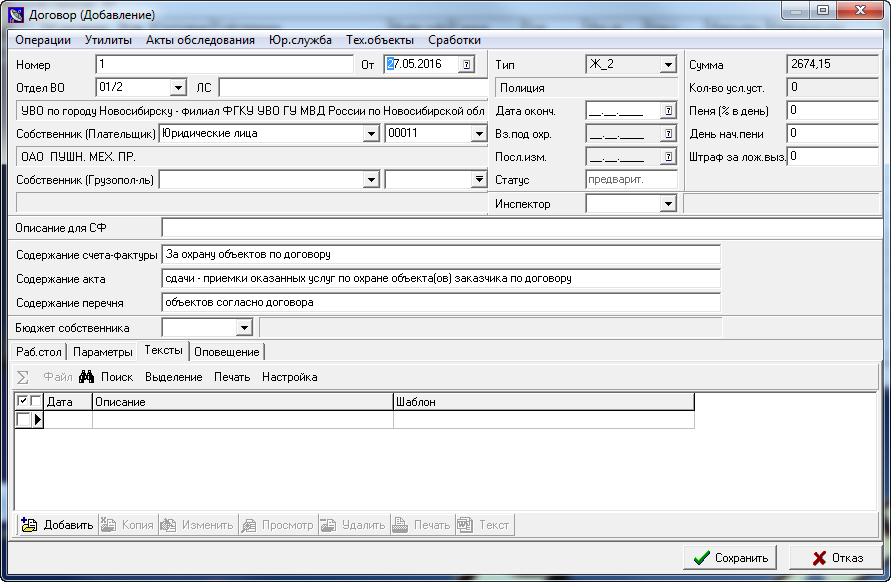 Договор (Добавление)
Операции Утилиты Акты обследования Юр.служба Тех.объекты Сработки
Номер 1 От 27.05.2016 ? Тип Ж_2 Сумма 2674,15
Отдел ВО 01/2 ЛС Полиция Кол-во усл.уст. 0
УВО по городу Новосибирску - филиал ФГКУ УВО ГУ МВД России по Новосибирской обл Дата оконч. __.__.____ ? Пеня (% в день) 0
Собственник (Плательщик) Юридические лица 00011 Вз.под охр. __.__.____ ? День нач.пени 0
ОАО ПУШН. МЕХ. ПР. Посл.изм. __.__.____ ? Штраф за лож.выз. 0
Собственник (Грузопол-ль) Статус предварит.
Инспектор
Описание для СФ
Содержание счета-фактуры За охрану объектов по договору
Содержание акта сдачи - приемки оказанных услуг по охране объекта(ов) заказчика по договору
Содержание перечня объектов согласно договора
Бюджет собственника
Раб.стол Параметры Тексты Оповещение
Σ Файл Поиск Выделение Печать Настройка
Дата Описание Шаблон
Добавить Копия Изменить Просмотр Удалить Печать Текст
Сохранить Отказ